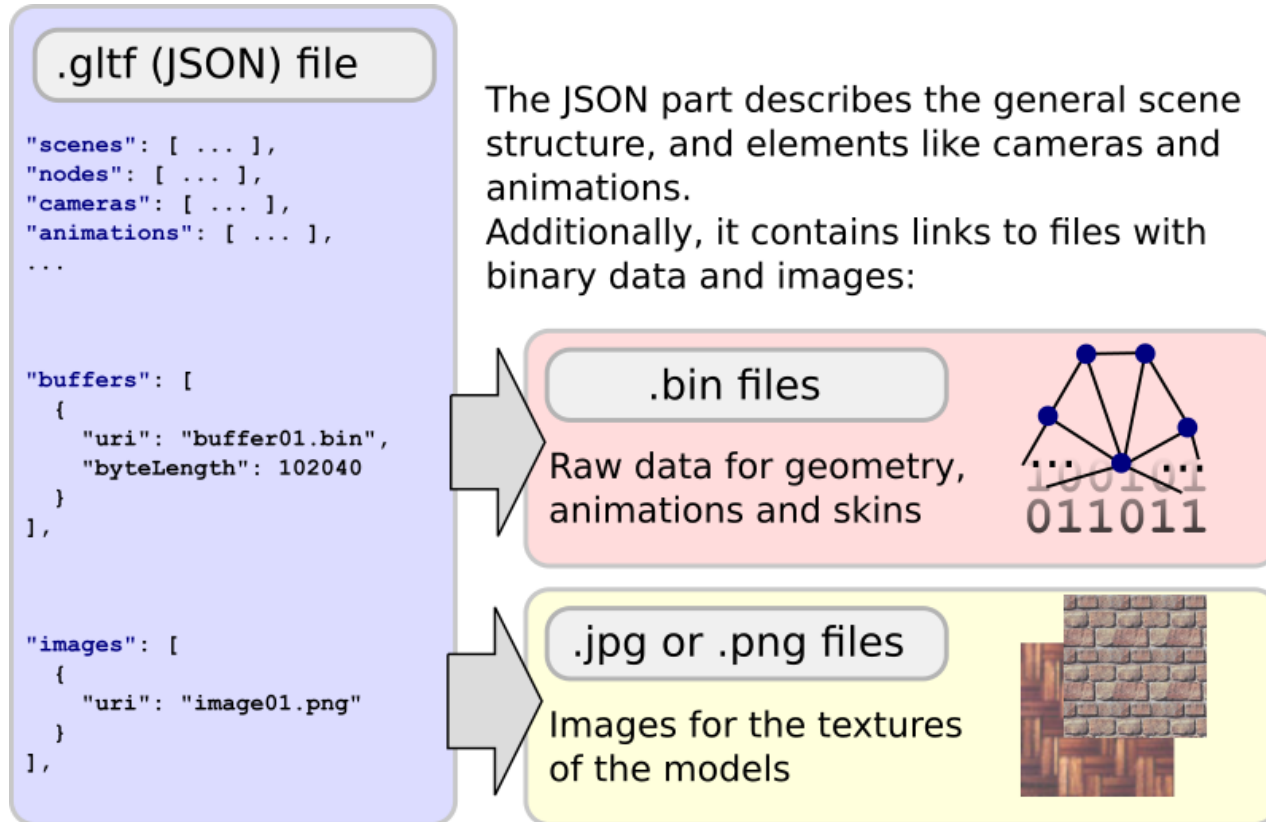 .gltf (JSON) file
"scenes": [ ... ],
"nodes": [ ... ],
"cameras": [ ... ],
"animations": [ ... ],
...
"buffers": [
{
"uri": "buffer01.bin",
"byteLength": 102040
}
],
"images": [
{
"uri": "image01.png"
}
],
The JSON part describes the general scene
structure, and elements like cameras and
animations.
Additionally, it contains links to files with
binary data and images:
.bin files
Raw data for geometry,
animations and skins
... ...
100101
011011
.jpg or .png files
Images for the textures
of the models